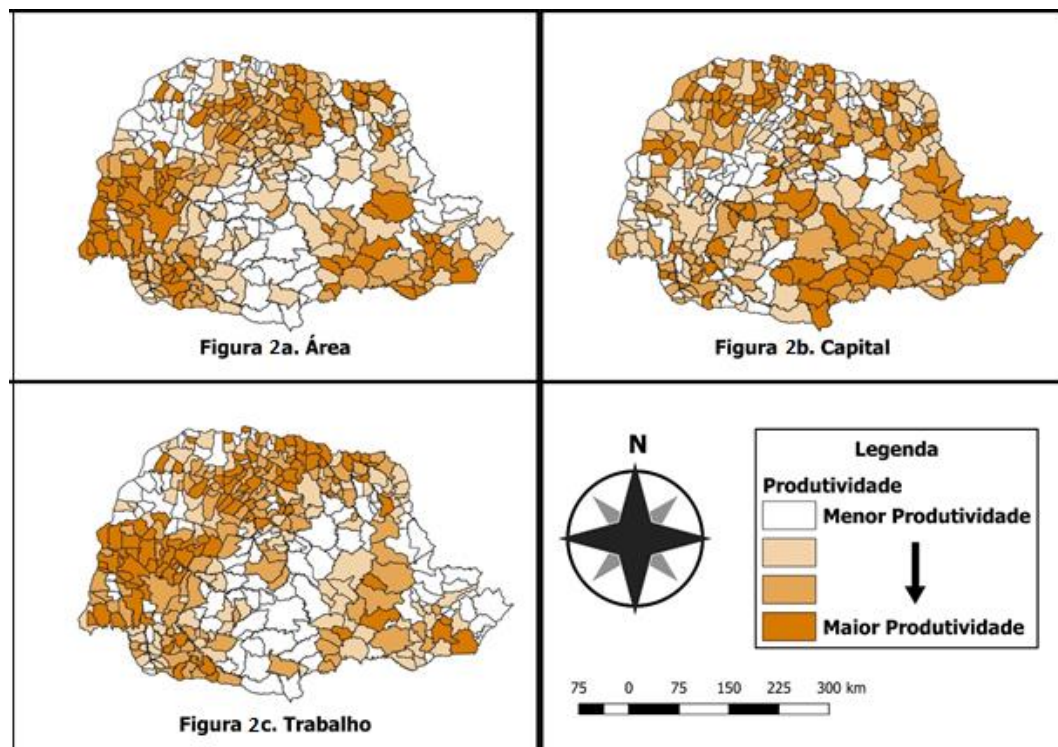 Figura 2a. Área
Figura 2b. Capital
Figura 2c. Trabalho
N
Legenda
Produtividade
Menor Produtividade
Maior Produtividade
75 0 75 150 225 300 km